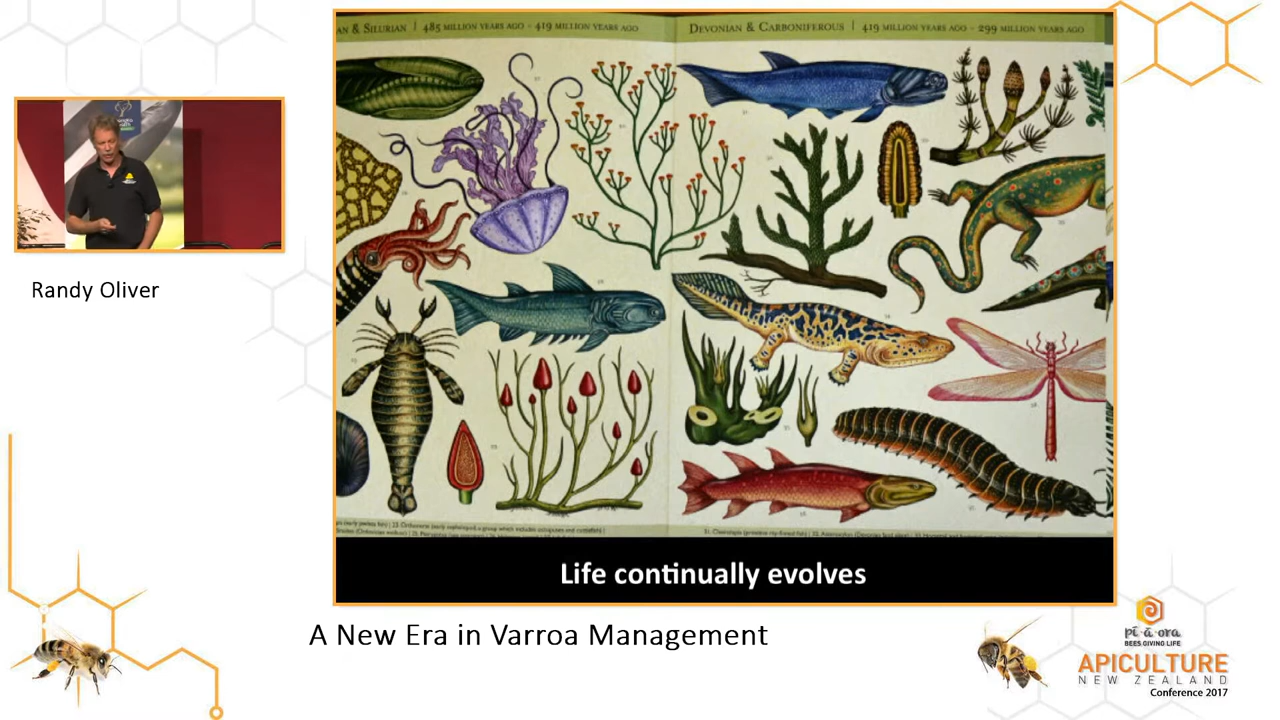 AN & SILURIAN | 485 MILLION YEARS AGO - 419 MILLION YEARS AGO
DEVONIAN & CARBONIFEROUS | 419 MILLION YEARS AGO - 299 MILLION YEARS AGO
Randy Oliver
Life continually evolves
A New Era in Varroa Management
pī-ā-ora
BEES GIVING LIFE
APICULTURE
NEW ZEALAND
Conference 2017